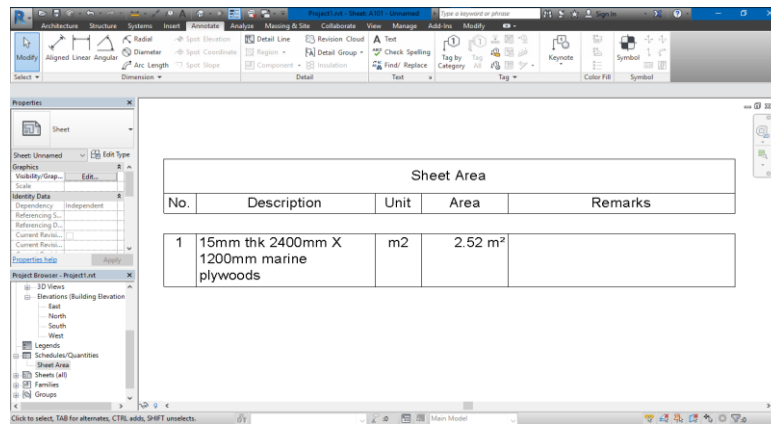 Project1.rvt - Sheet: A101 - Unnamed
Type a keyword or phrase
Sign In
Architecture Structure Systems Insert Annotate Analyze Massing & Site Collaborate View Manage Add-Ins Modify
Modify
Aligned Linear Angular
Radial
Diameter
Arc Length
Spot Elevation
Spot Coordinate
Spot Slope
Detail Line
Region
Component
Revision Cloud
Detail Group
Insulation
A Text
Check Spelling
Find/ Replace
Tag by Category
Tag All
Keynote
Symbol
Select Dimension Detail Text Tag Color Fill Symbol
Properties
Sheet
Sheet: Unnamed
Edit Type
Graphics
Visibility/Grap... Edit...
Scale
Identity Data
Dependency Independent
Referencing S...
Referencing D...
Current Revisi...
Current Revisi...
Properties help Apply
Project Browser - Project1.rvt
3D Views
Elevations (Building Elevation
East
North
South
West
Legends
Schedules/Quantities
Sheet Area
Sheets (all)
Families
Groups
Sheet Area
No. Description Unit Area Remarks
1 15mm thk 2400mm X m2 2.52 m²
1200mm marine
plywoods
Click to select, TAB for alternates, CTRL adds, SHIFT unselects.
:0
Main Model
:0